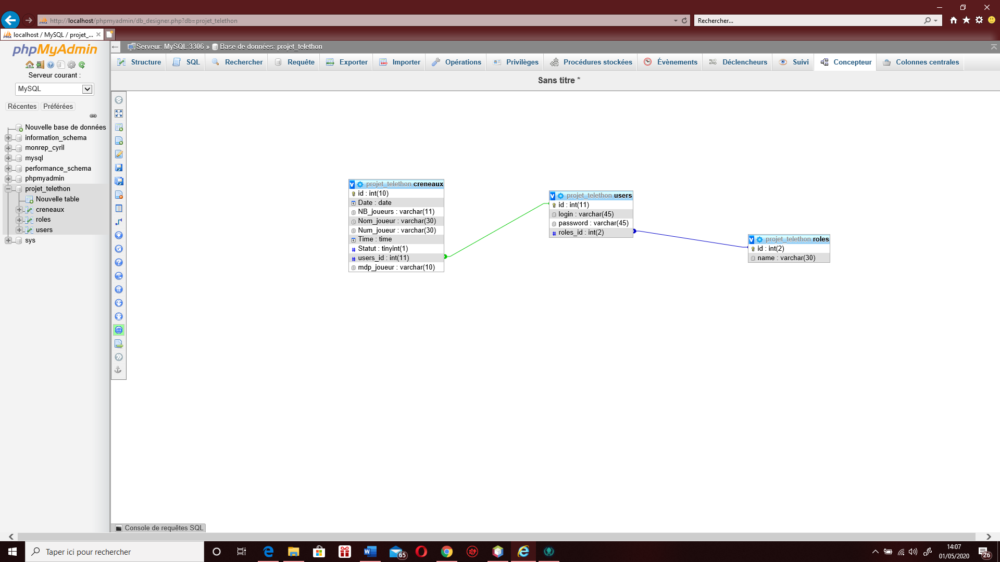 http://localhost/phpmyadmin/db_designer.php?db=projet_telethon
Rechercher...
localhost / MySQL / projet_...
phpMyAdmin
Serveur courant :
MySQL
Récentes
Préférées
Nouvelle base de données
information_schema
monrep_cyril
mysql
performance_schema
phpmyadmin
projet_telethon
Nouvelle table
creneaux
roles
users
sys
Serveur: MySQL:3306 » Base de données: projet_telethon
Structure
SQL
Rechercher
Requête
Exporter
Importer
Opérations
Privilèges
Procédures stockées
Évènements
Déclencheurs
Suivi
Concepteur
Colonnes centrales
Sans titre *
projet_telethon creneaux
id : int(10)
Date : date
NB_joueurs : varchar(11)
Nom_joueur : varchar(30)
Num_joueur : varchar(30)
Time : time
Statut : tinyint(1)
users_id : int(11)
mdp_joueur : varchar(10)
projet_telethon users
id : int(11)
login : varchar(45)
password : varchar(45)
roles_id : int(2)
projet_telethon roles
id : int(2)
name : varchar(30)
Console de requêtes SQL
Taper ici pour rechercher
65
14:07
01/05/2020
26